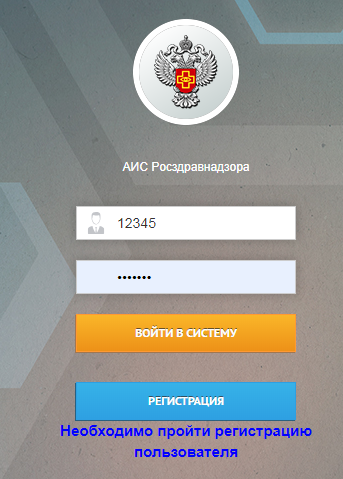 АИС Росздравнадзора
12345
•••••••
ВОЙТИ В СИСТЕМУ
РЕГИСТРАЦИЯ
Необходимо пройти регистрацию
пользователя